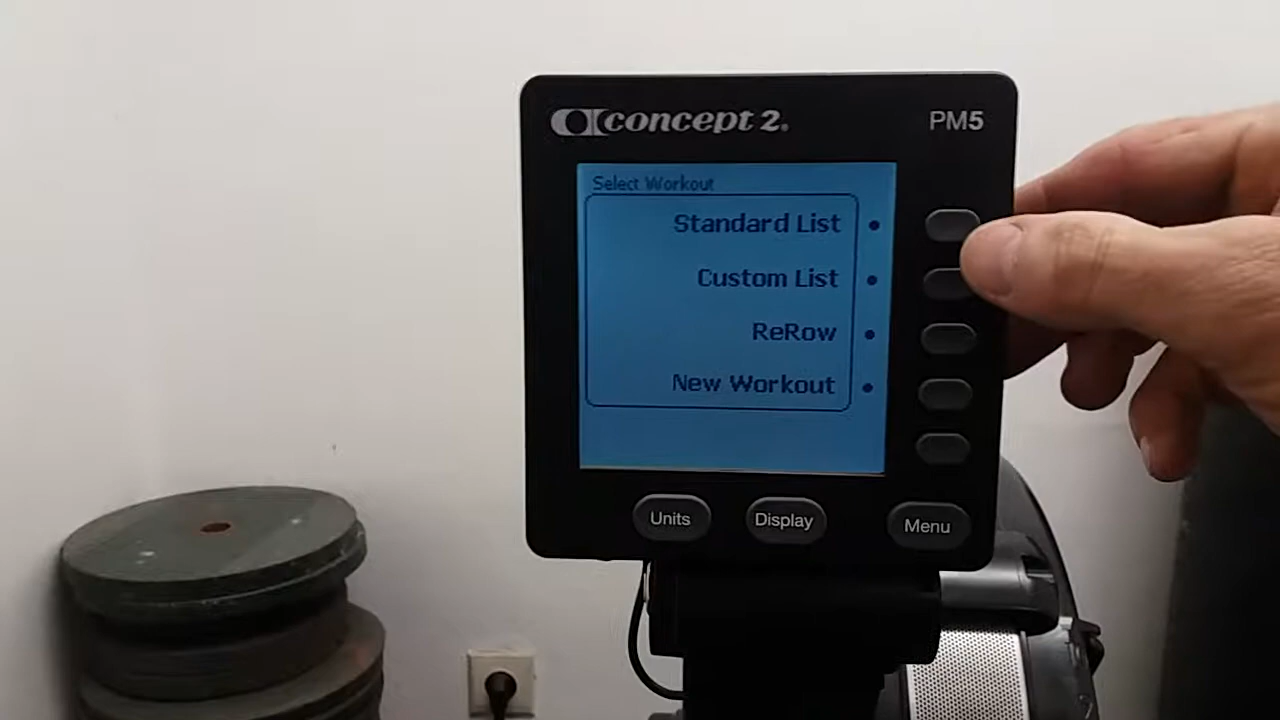 concept 2®
PM5
Select Workout
Standard List
Custom List
ReRow
New Workout
Units
Display
Menu